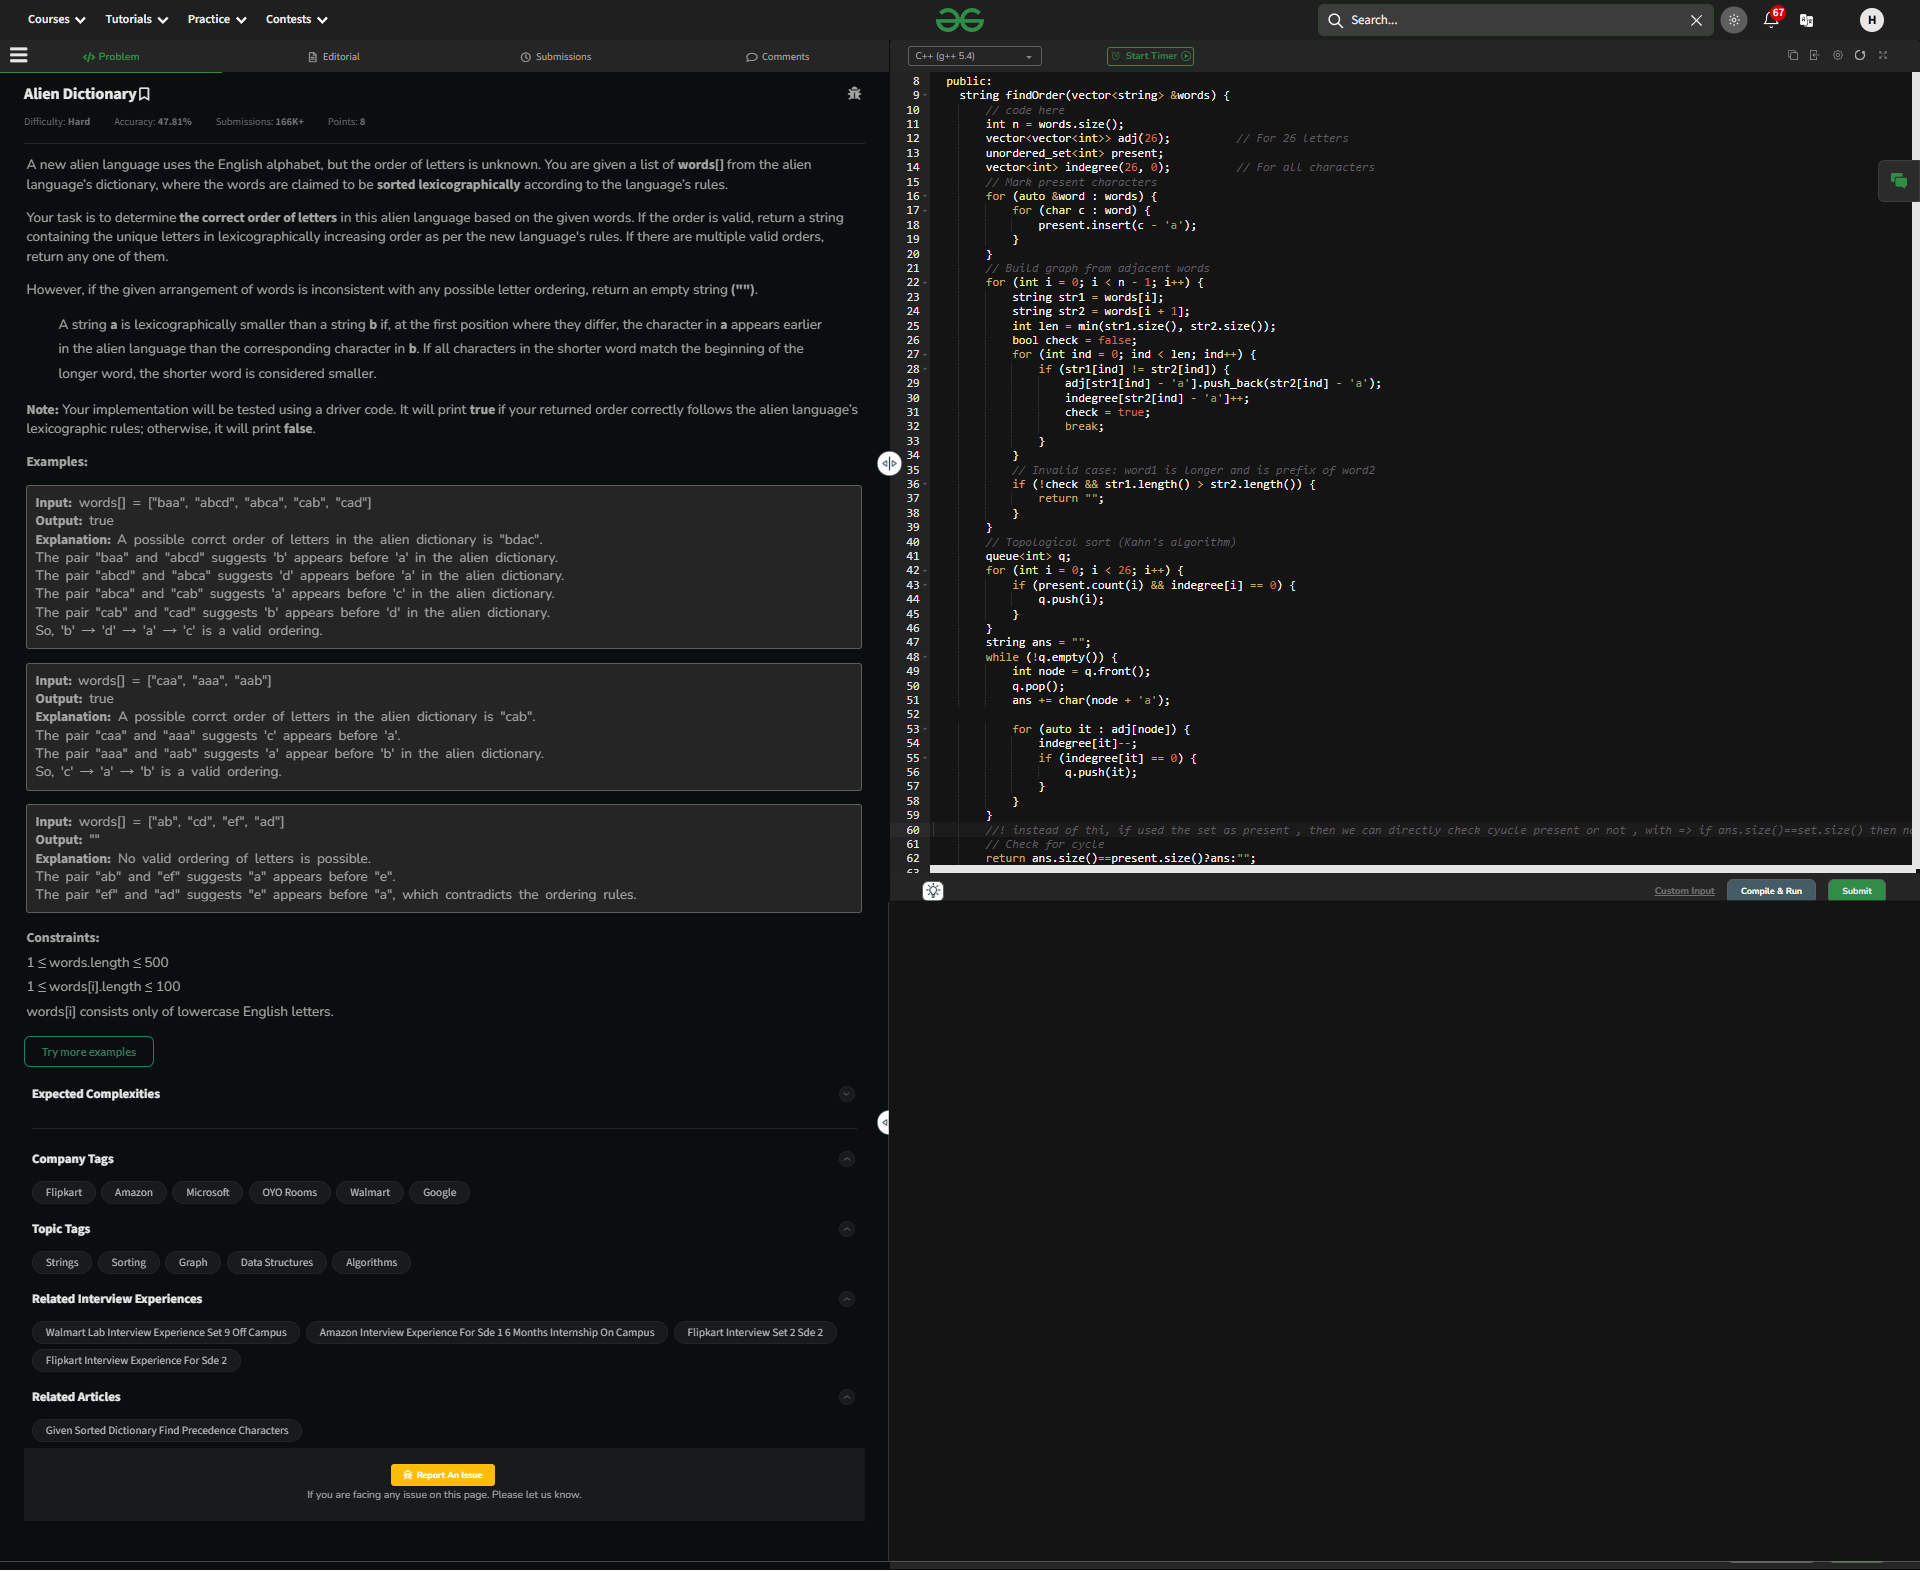 Courses Tutorials Practice Contests Search... 67 H
Problem Editorial Submissions Comments
Alien Dictionary
Difficulty: Hard Accuracy: 47.81% Submissions: 166K+ Points: 8
A new alien language uses the English alphabet, but the order of letters is unknown. You are given a list of words[] from the alien
language's dictionary, where the words are claimed to be sorted lexicographically according to the language's rules.
Your task is to determine the correct order of letters in this alien language based on the given words. If the order is valid, return a string
containing the unique letters in lexicographically increasing order as per the new language's rules. If there are multiple valid orders,
return any one of them.
However, if the given arrangement of words is inconsistent with any possible letter ordering, return an empty string ("").
A string a is lexicographically smaller than a string b if, at the first position where they differ, the character in a appears earlier
in the alien language than the corresponding character in b. If all characters in the shorter word match the beginning of the
longer word, the shorter word is considered smaller.
Note: Your implementation will be tested using a driver code. It will print true if your returned order correctly follows the alien language's
lexicographic rules; otherwise, it will print false.
Examples:
Input: words[] = ["baa", "abcd", "abca", "cab", "cad"]
Output: true
Explanation: A possible corrct order of letters in the alien dictionary is "bdac".
The pair "baa" and "abcd" suggests 'b' appears before 'a' in the alien dictionary.
The pair "abcd" and "abca" suggests 'd' appears before 'a' in the alien dictionary.
The pair "abca" and "cab" suggests 'a' appears before 'c' in the alien dictionary.
The pair "cab" and "cad" suggests 'b' appears before 'd' in the alien dictionary.
So, 'b' → 'd' → 'a' → 'c' is a valid ordering.
Input: words[] = ["caa", "aaa", "aab"]
Output: true
Explanation: A possible corrct order of letters in the alien dictionary is "cab".
The pair "caa" and "aaa" suggests 'c' appears before 'a'.
The pair "aaa" and "aab" suggests 'a' appear before 'b' in the alien dictionary.
So, 'c' → 'a' → 'b' is a valid ordering.
Input: words[] = ["ab", "cd", "ef", "ad"]
Output: ""
Explanation: No valid ordering of letters is possible.
The pair "ab" and "ef" suggests "a" appears before "e".
The pair "ef" and "ad" suggests "e" appears before "a", which contradicts the ordering rules.
Constraints:
1 ≤ words.length ≤ 500
1 ≤ words[i].length ≤ 100
words[i] consists only of lowercase English letters.
Try more examples
Expected Complexities
Company Tags
Flipkart Amazon Microsoft OYO Rooms Walmart Google
Topic Tags
Strings Sorting Graph Data Structures Algorithms
Related Interview Experiences
Walmart Lab Interview Experience Set 9 Off Campus Amazon Interview Experience For Sde 1 6 Months Internship On Campus Flipkart Interview Set 2 Sde 2
Flipkart Interview Experience For Sde 2
Related Articles
Given Sorted Dictionary Find Precedence Characters
Report An Issue
If you are facing any issue on this page. Please let us know.
C++ (g++ 5.4) Start Timer
8 public:
9 string findOrder(vector<string> &words) {
10 // code here
11 int n = words.size();
12 vector<vector<int>> adj(26); // For 26 letters
13 unordered_set<int> present;
14 vector<int> indegree(26, 0); // For all characters
15 // Mark present characters
16 for (auto &word : words) {
17 for (char c : word) {
18 present.insert(c - 'a');
19 }
20 }
21 // Build graph from adjacent words
22 for (int i = 0; i < n - 1; i++) {
23 string str1 = words[i];
24 string str2 = words[i + 1];
25 int len = min(str1.size(), str2.size());
26 bool check = false;
27 for (int ind = 0; ind < len; ind++) {
28 if (str1[ind] != str2[ind]) {
29 adj[str1[ind] - 'a'].push_back(str2[ind] - 'a');
30 indegree[str2[ind] - 'a']++;
31 check = true;
32 break;
33 }
34 }
35 // Invalid case: word1 is longer and is prefix of word2
36 if (!check && str1.length() > str2.length()) {
37 return "";
38 }
39 }
40 // Topological sort (Kahn's algorithm)
41 queue<int> q;
42 for (int i = 0; i < 26; i++) {
43 if (present.count(i) && indegree[i] == 0) {
44 q.push(i);
45 }
46 }
47 string ans = "";
48 while (!q.empty()) {
49 int node = q.front();
50 q.pop();
51 ans += char(node + 'a');
52
53 for (auto it : adj[node]) {
54 indegree[it]--;
55 if (indegree[it] == 0) {
56 q.push(it);
57 }
58 }
59 }
60 //! instead of thi, if used the set as present , then we can directly check cyucle present or not , with => if ans.size()==set.size() then
61 // Check for cycle
62 return ans.size()==present.size()?ans:"";
Custom Input Compile & Run Submit